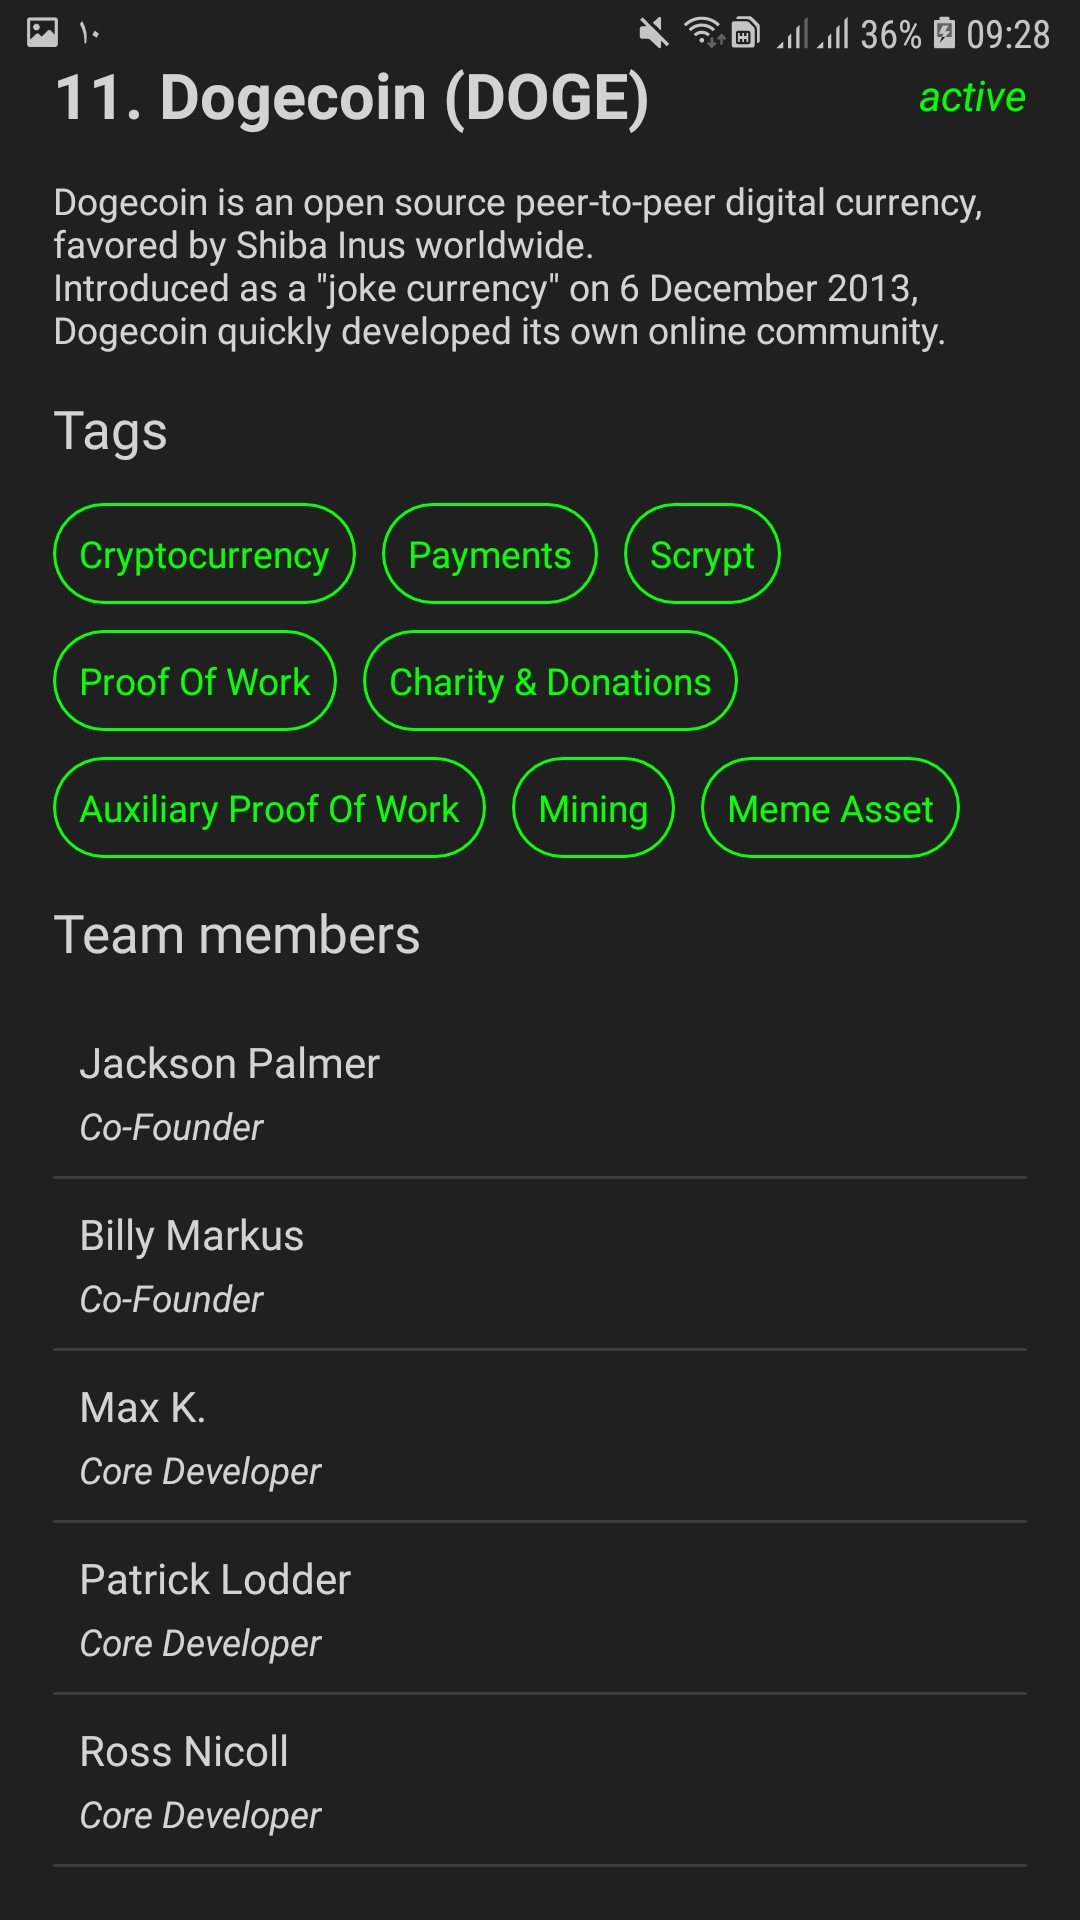 ١٠ 36% 09:28
11. Dogecoin (DOGE) active
Dogecoin is an open source peer-to-peer digital currency,
favored by Shiba Inus worldwide.
Introduced as a "joke currency" on 6 December 2013,
Dogecoin quickly developed its own online community.
Tags
Cryptocurrency Payments Scrypt
Proof Of Work Charity & Donations
Auxiliary Proof Of Work Mining Meme Asset
Team members
Jackson Palmer
Co-Founder
Billy Markus
Co-Founder
Max K.
Core Developer
Patrick Lodder
Core Developer
Ross Nicoll
Core Developer